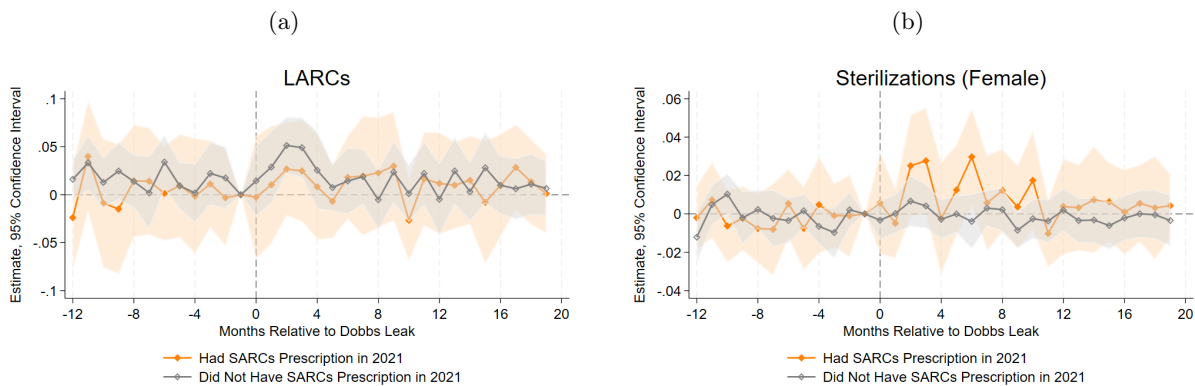 (a)
LARCs
Estimate, 95% Confidence Interval
.1
.05
0
-.05
-.1
-12 -8 -4 0 4 8 12 16 20
Months Relative to Dobbs Leak
Had SARCs Prescription in 2021
Did Not Have SARCs Prescription in 2021
(b)
Sterilizations (Female)
Estimate, 95% Confidence Interval
.06
.04
.02
0
-.02
-.04
-12 -8 -4 0 4 8 12 16 20
Months Relative to Dobbs Leak
Had SARCs Prescription in 2021
Did Not Have SARCs Prescription in 2021